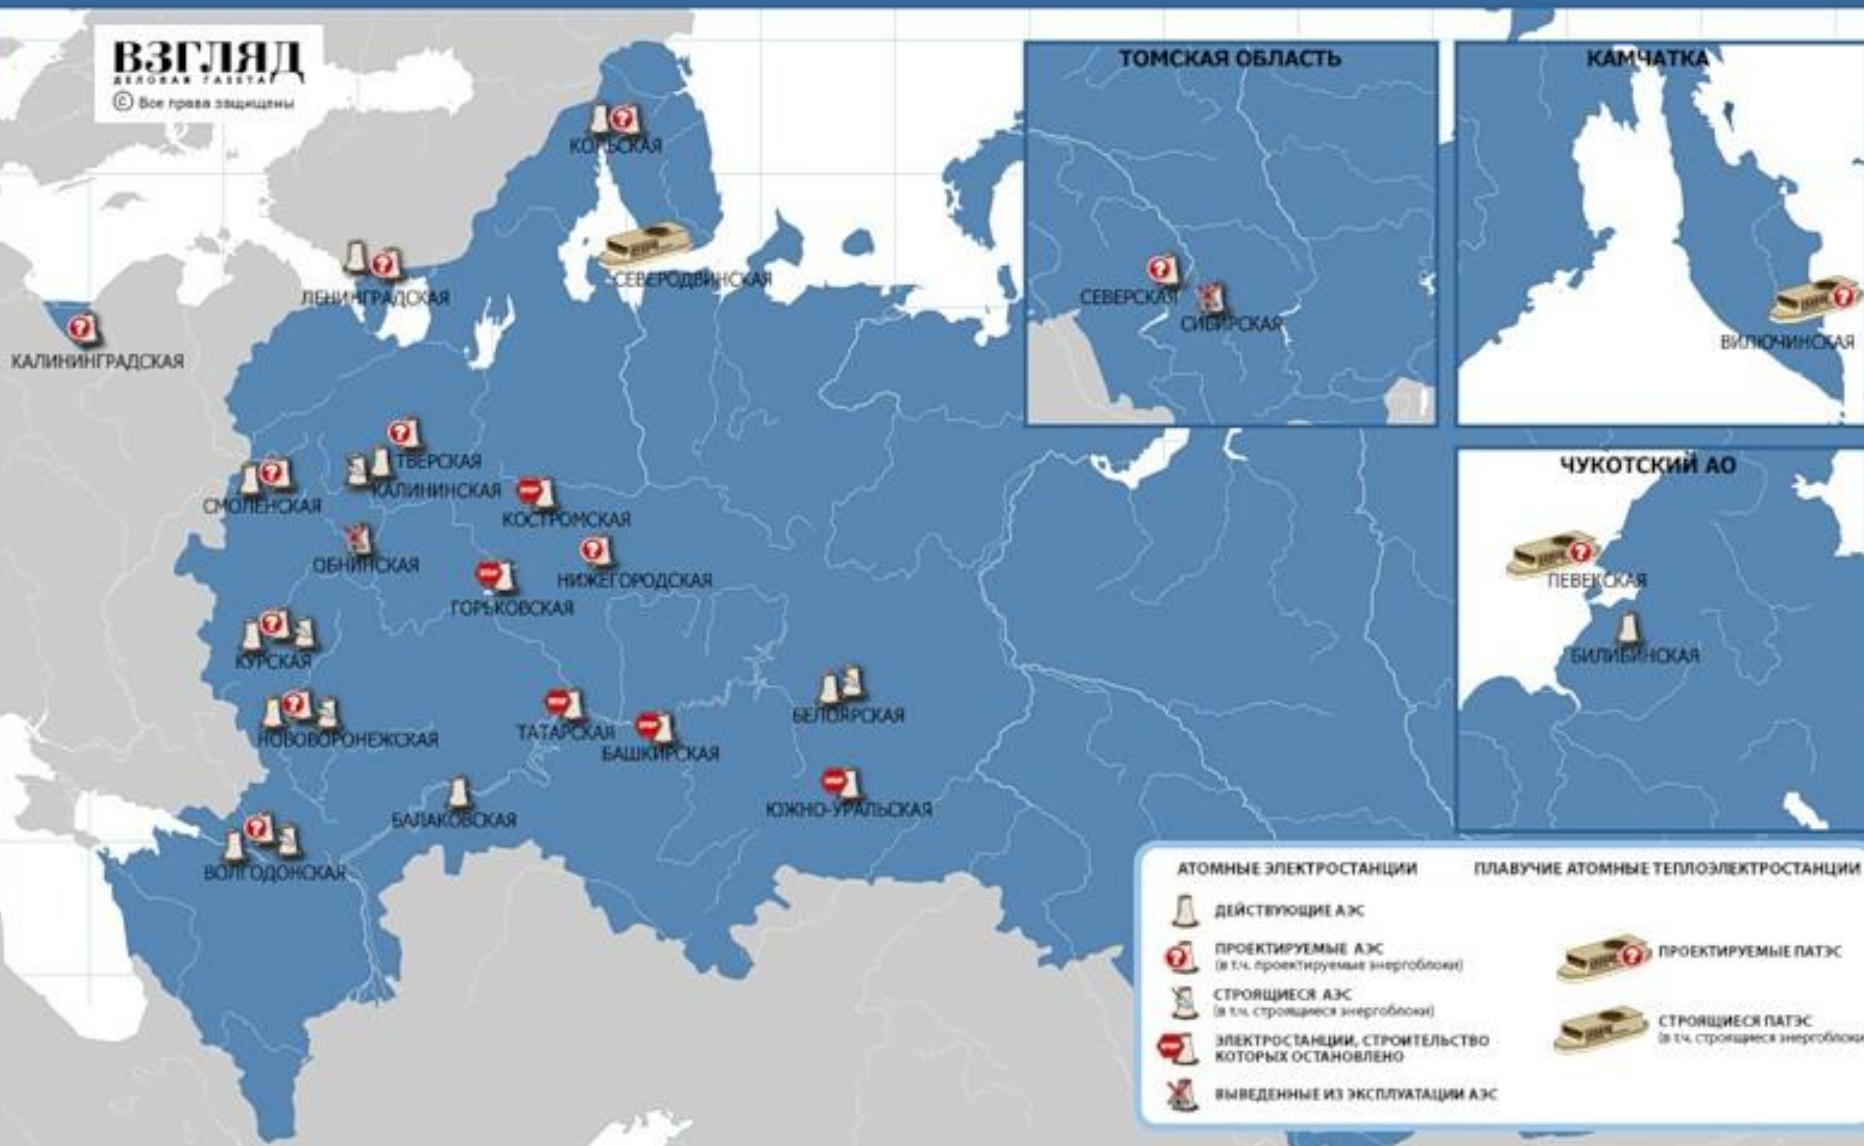 ВЗГЛЯД
ДЕЛОВАЯ ГАЗЕТА
© Все права защищены
ТОМСКАЯ ОБЛАСТЬ
КАМЧАТКА
КОЛЬСКАЯ
СЕВЕРОДВИНСКАЯ
ЛЕНИНГРАДСКАЯ
КАЛИНИНГРАДСКАЯ
СЕВЕРСКАЯ
СИБИРСКАЯ
ВИЛЮЧИНСКАЯ
ТВЕРСКАЯ
КАЛИНИНСКАЯ
СМОЛЕНСКАЯ
КОСТРОМСКАЯ
ОБНИНСКАЯ
НИЖЕГОРОДСКАЯ
ГОРЬКОВСКАЯ
ЧУКОТСКИЙ АО
ПЕВЕКСКАЯ
БИЛИБИНСКАЯ
КУРСКАЯ
НОВОВОРОНЕЖСКАЯ
ТАТАРСКАЯ
БАШКИРСКАЯ
БЕЛОЯРСКАЯ
ЮЖНО-УРАЛЬСКАЯ
БАЛАКОВСКАЯ
ВОЛГОДОНСКАЯ
АТОМНЫЕ ЭЛЕКТРОСТАНЦИИ
ДЕЙСТВУЮЩИЕ АЭС
ПРОЕКТИРУЕМЫЕ АЭС
(в т.ч. проектируемые энергоблоки)
СТРОЯЩИЕСЯ АЭС
(в т.ч. строящиеся энергоблоки)
ЭЛЕКТРОСТАНЦИИ, СТРОИТЕЛЬСТВО
КОТОРЫХ ОСТАНОВЛЕНО
ВЫВЕДЕННЫЕ ИЗ ЭКСПЛУАТАЦИИ АЭС
ПЛАВУЧИЕ АТОМНЫЕ ТЕПЛОЭЛЕКТРОСТАНЦИИ
ПРОЕКТИРУЕМЫЕ ПАТЭС
СТРОЯЩИЕСЯ ПАТЭС
(в т.ч. строящиеся энергоблоки